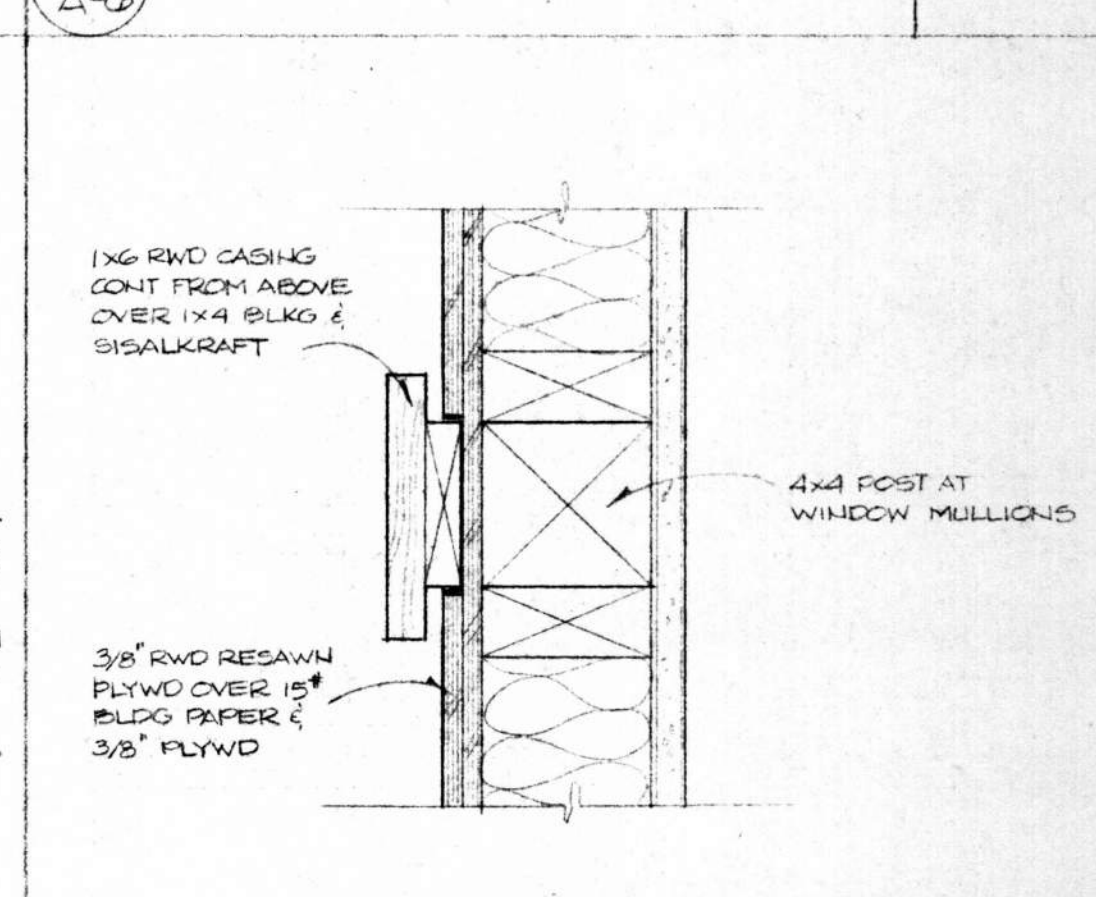 A-6
1X6 RWD CASING
CONT FROM ABOVE
OVER 1X4 BLKG &
SISALKRAFT
4X4 POST AT
WINDOW MULLIONS
3/8" RWD RESAWN
PLYWD OVER 15#
BLDG PAPER &
3/8" PLYWD